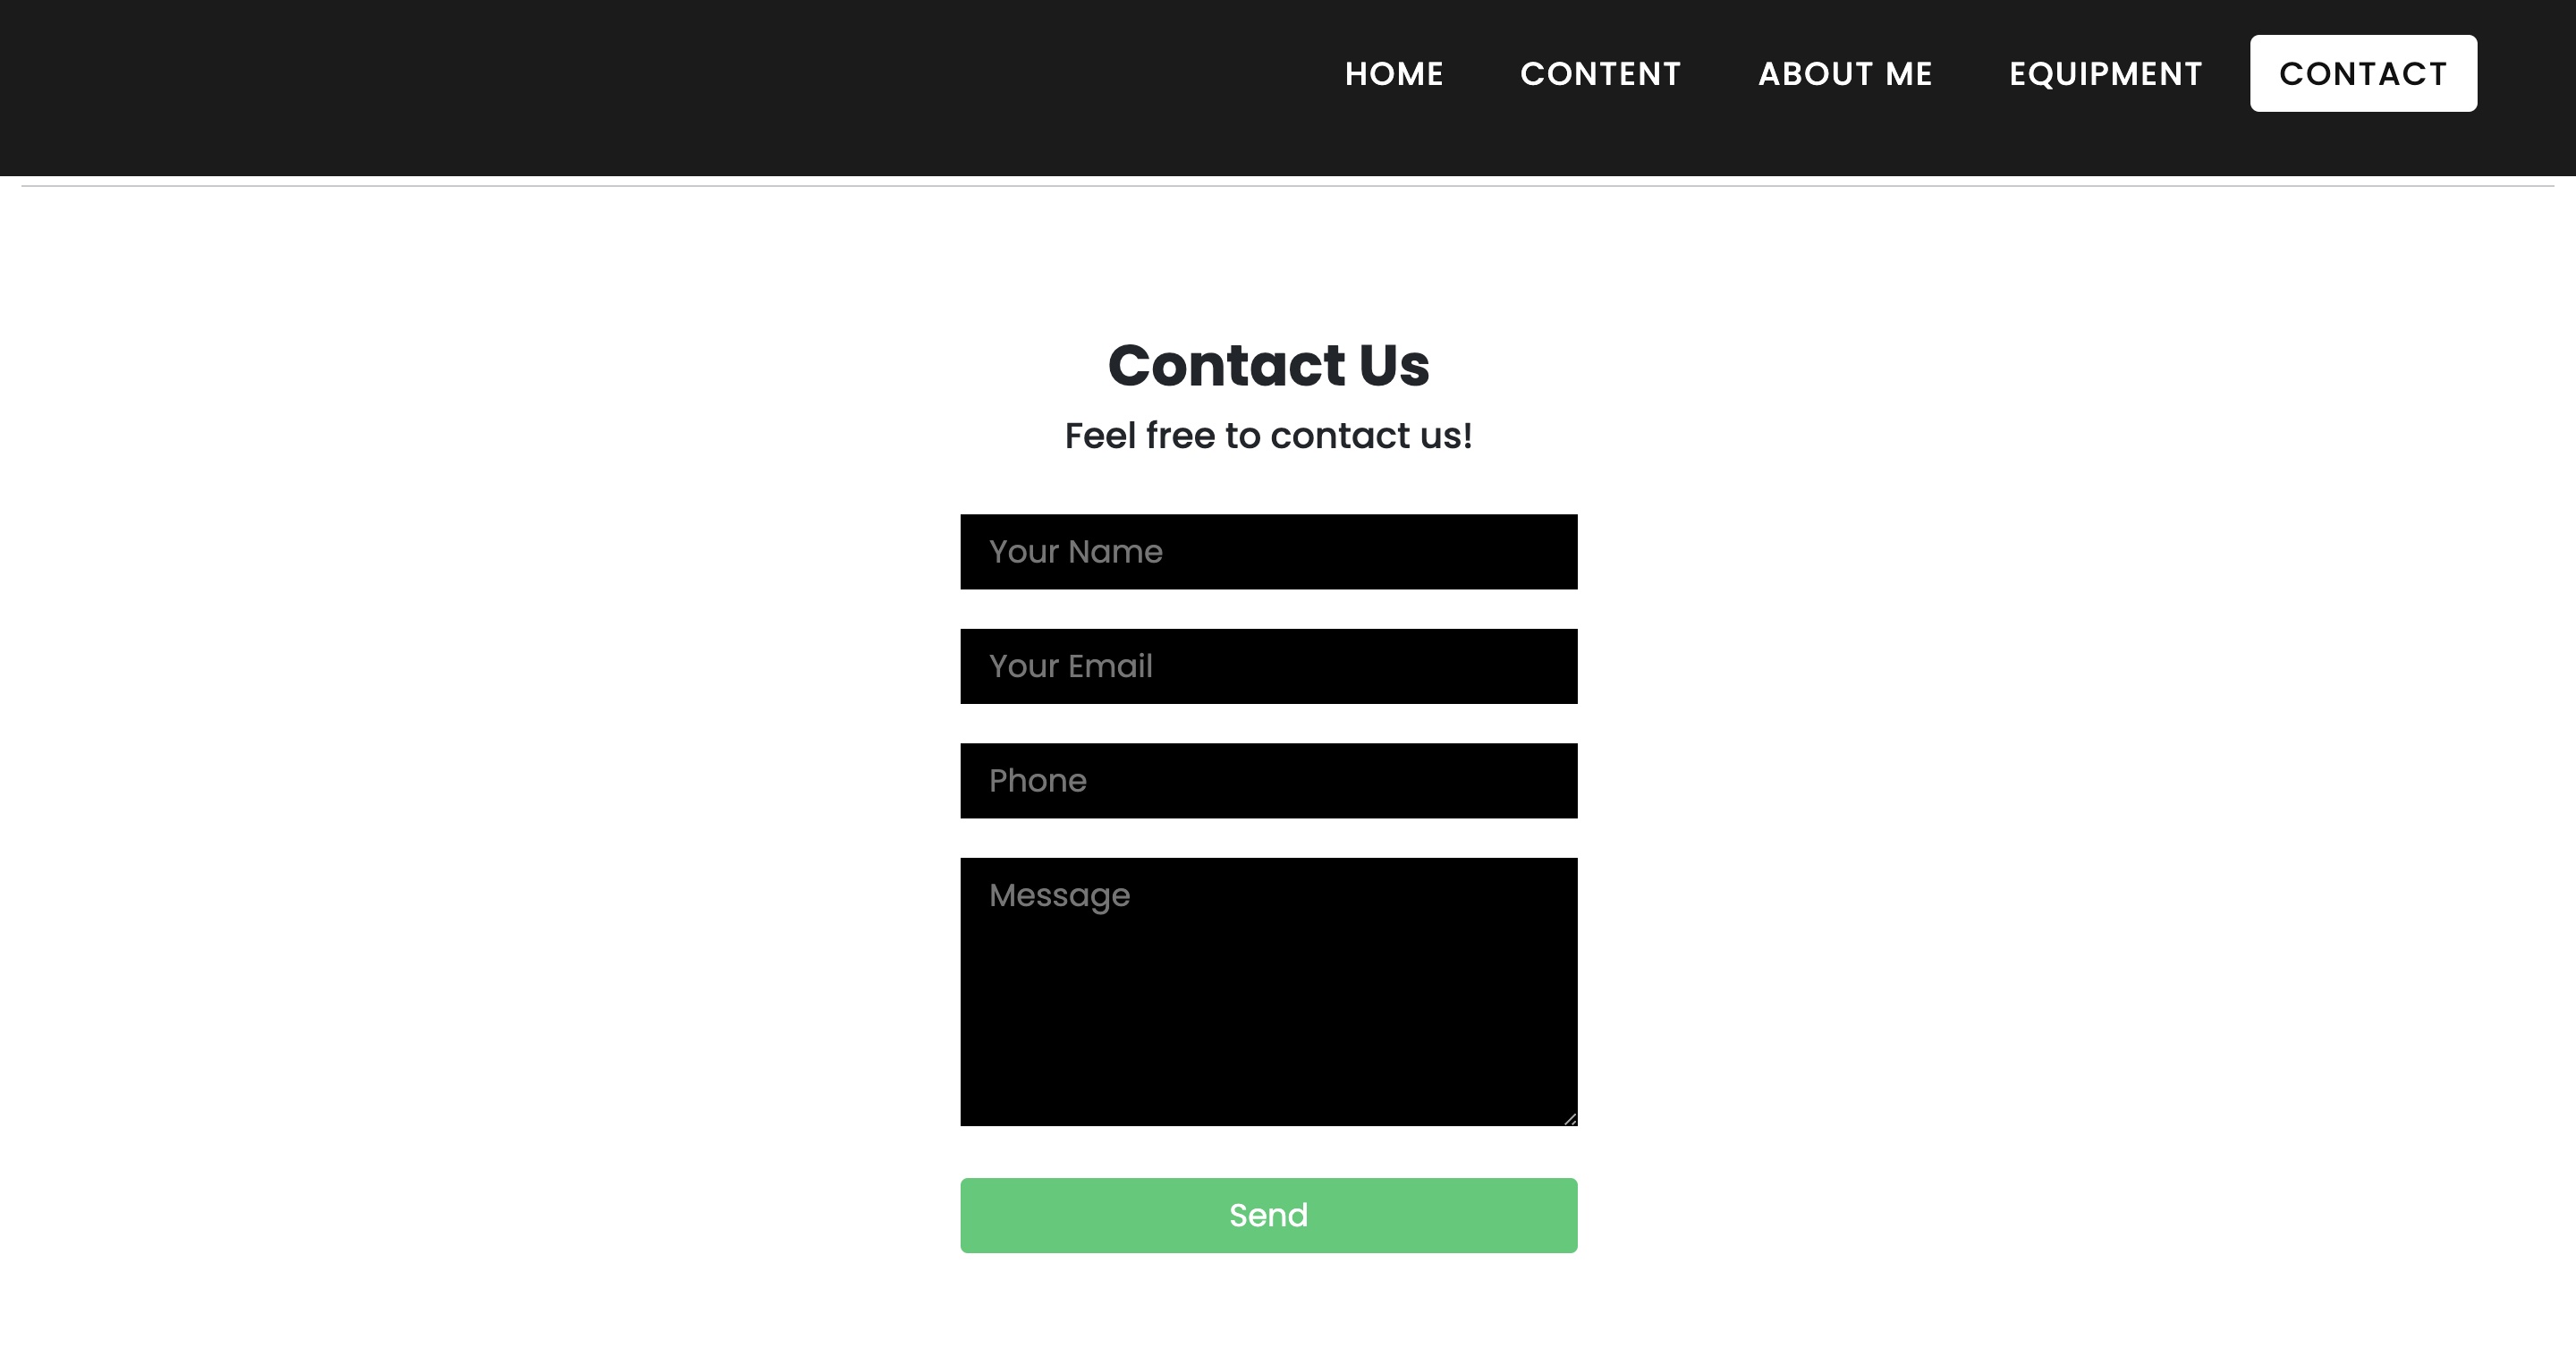 HOME CONTENT ABOUT ME EQUIPMENT CONTACT
Contact Us
Feel free to contact us!
Your Name
Your Email
Phone
Message
Send